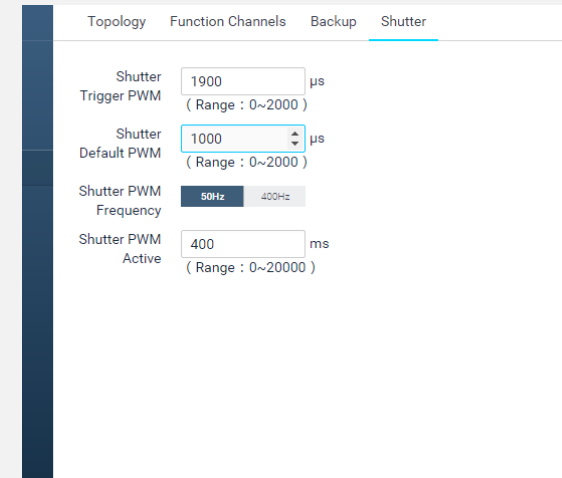 Topology Function Channels Backup Shutter
Shutter
Trigger PWM
1900 µs
( Range : 0~2000 )
Shutter
Default PWM
1000 µs
( Range : 0~2000 )
Shutter PWM
Frequency
50Hz 400Hz
Shutter PWM
Active
400 ms
( Range : 0~20000 )